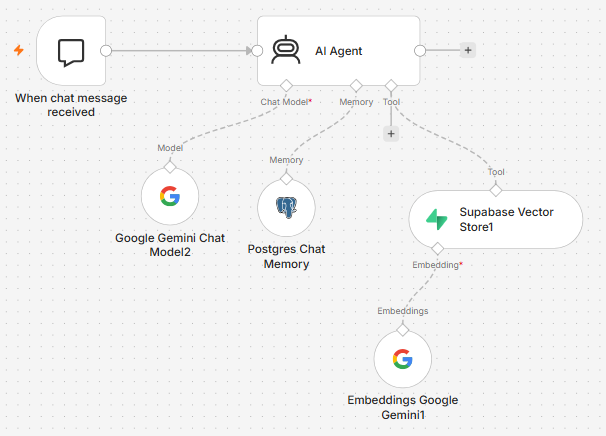 AI Agent
When chat message
received
Chat Model*
Memory
Tool
Model
Memory
Tool
Google Gemini Chat
Model2
Postgres Chat
Memory
Supabase Vector
Store1
Embedding*
Embeddings
Embeddings Google
Gemini1